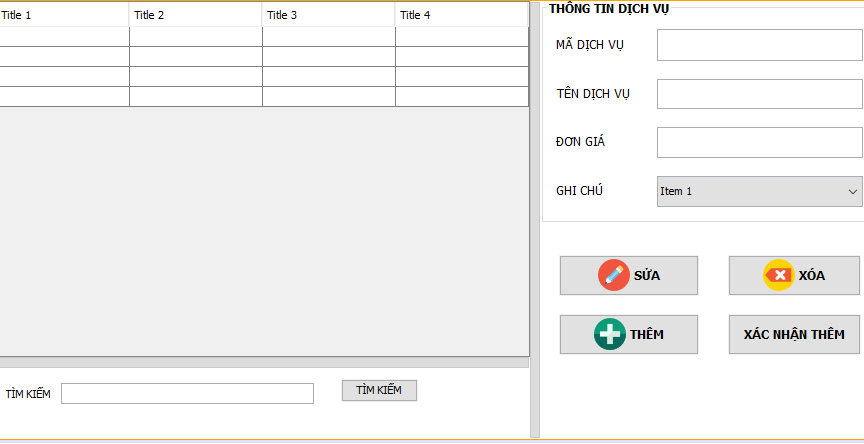 Title 1 Title 2 Title 3 Title 4
THÔNG TIN DỊCH VỤ
MÃ DỊCH VỤ
TÊN DỊCH VỤ
ĐƠN GIÁ
GHI CHÚ Item 1
SỬA XÓA
THÊM XÁC NHẬN THÊM
TÌM KIẾM TÌM KIẾM